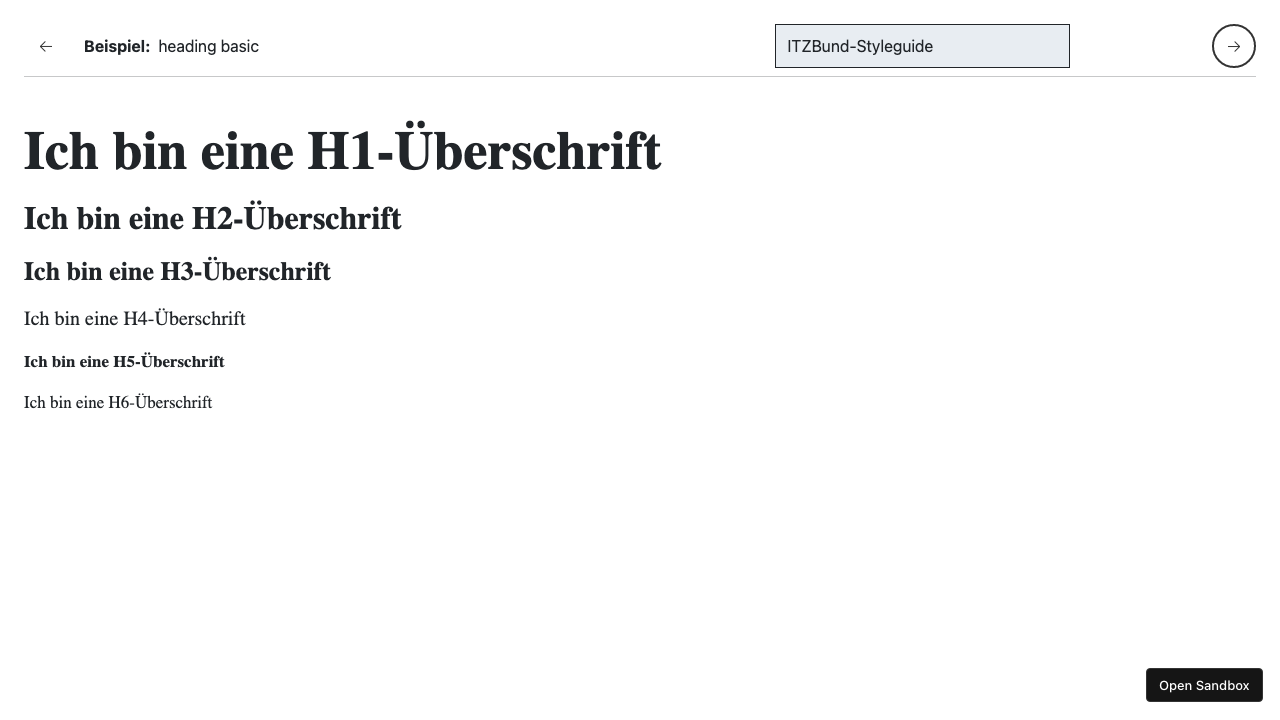 Beispiel: heading basic
ITZBund-Styleguide
Ich bin eine H1-Überschrift
Ich bin eine H2-Überschrift
Ich bin eine H3-Überschrift
Ich bin eine H4-Überschrift
Ich bin eine H5-Überschrift
Ich bin eine H6-Überschrift
Open Sandbox